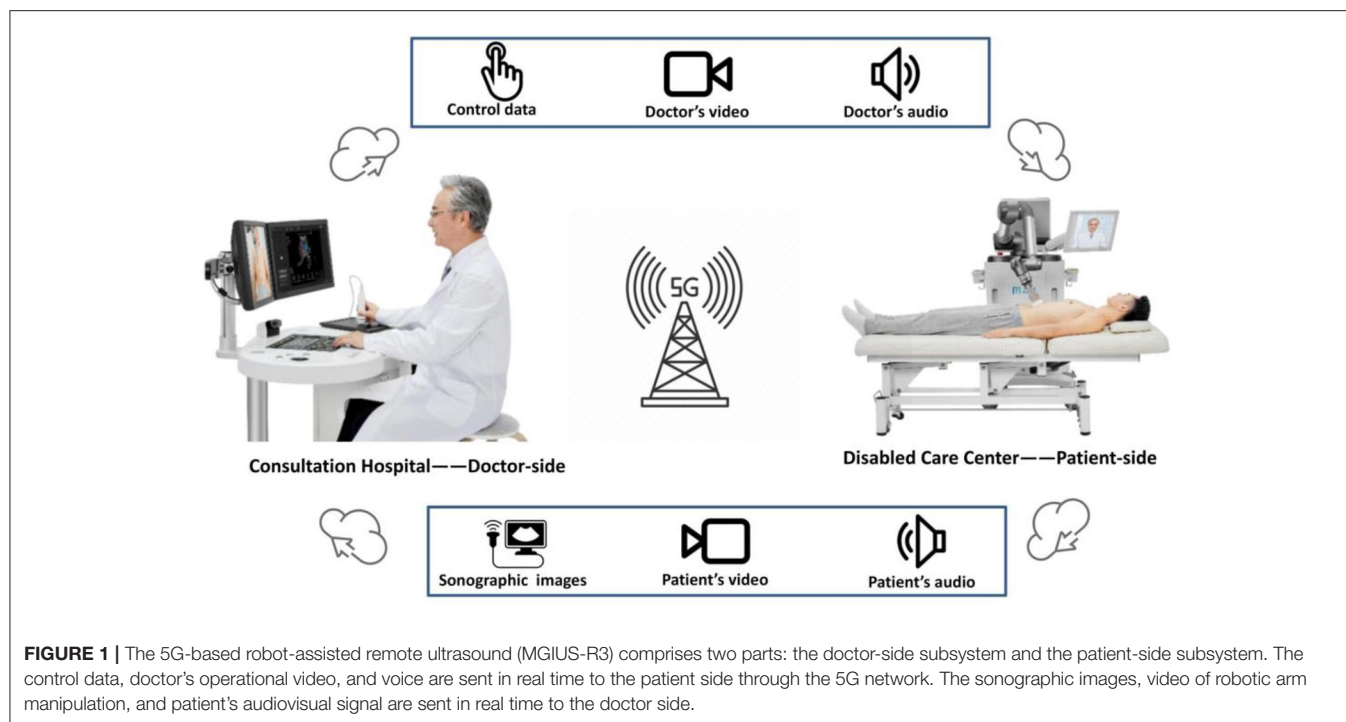 Control data
Doctor's video
Doctor's audio
5G
Consultation Hospital——Doctor-side
Disabled Care Center——Patient-side
Sonographic images
Patient's video
Patient's audio
FIGURE 1 | The 5G-based robot-assisted remote ultrasound (MGIUS-R3) comprises two parts: the doctor-side subsystem and the patient-side subsystem. The
control data, doctor's operational video, and voice are sent in real time to the patient side through the 5G network. The sonographic images, video of robotic arm
manipulation, and patient's audiovisual signal are sent in real time to the doctor side.